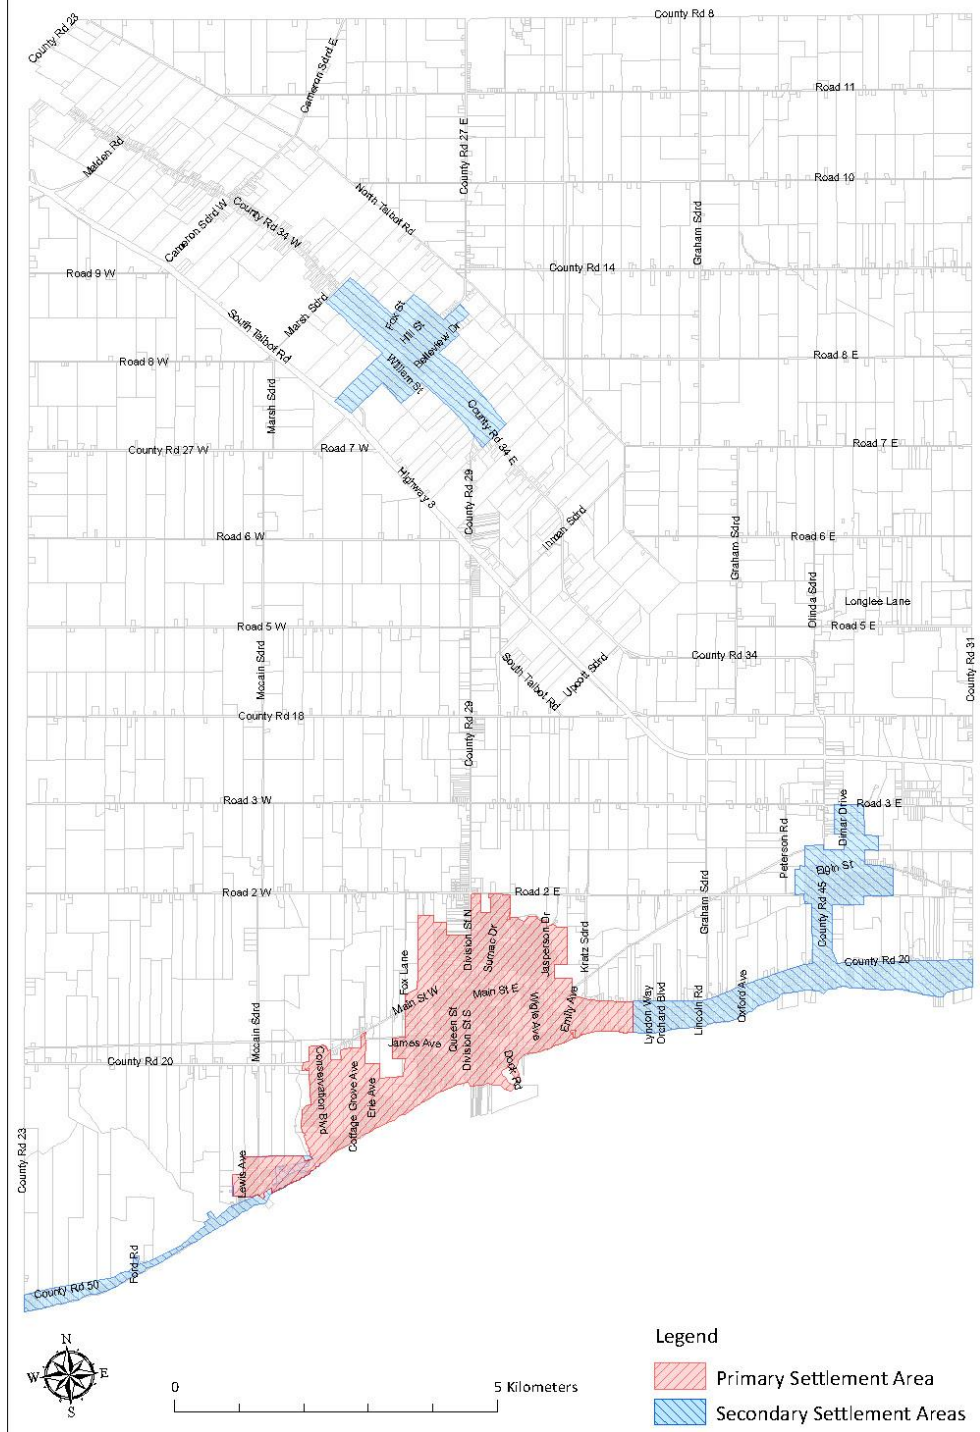 County Rd 8
County Rd 23
Cameron Sdrd E
Road 11
County Rd 27 E
Malden Rd
Road 10
North Talbot Rd
Cameron Sdrd W
County Rd 34 W
Graham Sdrd
County Rd 14
Road 9 W
Marsh Sdrd
Fox St
Hill St
Belleview Dr
South Talbot Rd
Road 8 W
William St
Road 8 E
Marsh Sdrd
County Rd 34 E
County Rd 27 W
Road 7 W
Road 7 E
Highway 3
County Rd 29
Inman Sdrd
Graham Sdrd
Road 6 W
Road 6 E
Olinda Sdrd
Longlee Lane
Road 5 W
Road 5 E
Mccain Sdrd
South Talbot Rd
Upcott Sdrd
County Rd 34
County Rd 31
County Rd 18
County Rd 29
Road 3 W
Road 3 E
Dimar Drive
Peterson Rd
Elgin St
Road 2 W
Road 2 E
Graham Sdrd
County Rd 45
Division St N
Sumac Dr
Jasperson Dr
Kratz Sdrd
Fox Lane
County Rd 20
Main St W
Main St E
Wigle Ave
Emily Ave
Lyndon Way
Orchard Blvd
Lincoln Rd
Oxford Ave
Mccain Sdrd
Queen St
Division St S
James Ave
County Rd 20
Conservation Blvd
Cottage Grove Ave
Erie Ave
Dock Rd
County Rd 23
Lewis Ave
Ford Rd
County Rd 50
N
W
E
S
0
5 Kilometers
Legend
Primary Settlement Area
Secondary Settlement Areas